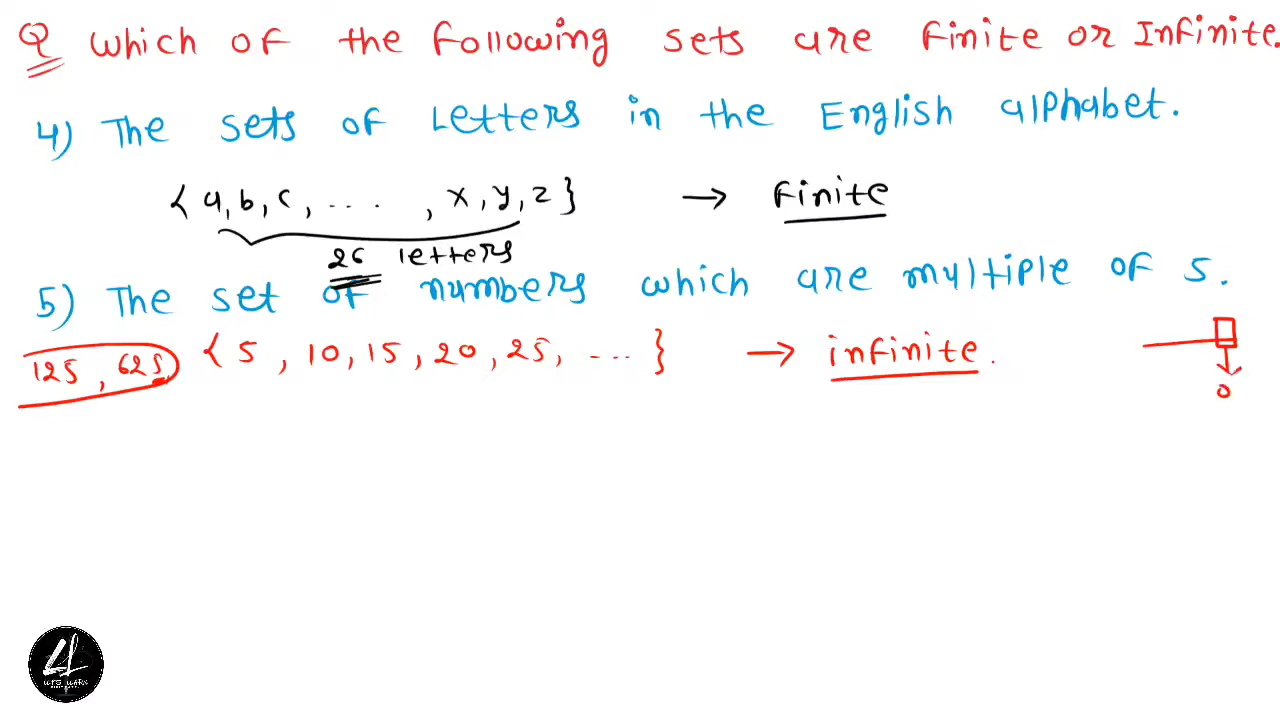 Q Which of the following sets are finite or Infinite.
4) The sets of Letters in the English alphabet.
{a, b, c, .... , x, y, z} → finite
26 letters
5) The set of numbers which are multiple of 5.
125, 625 {5, 10, 15, 20, 25, ...} → infinite.
0